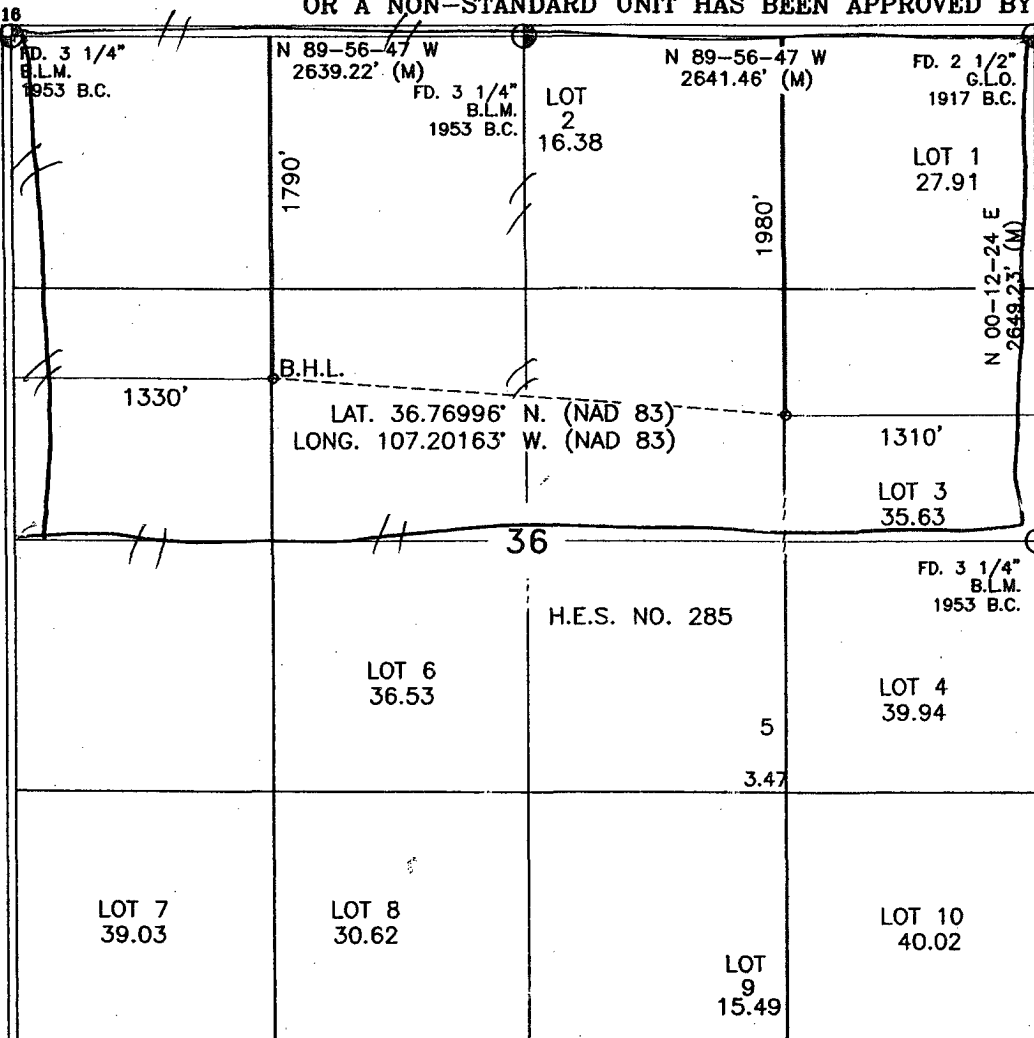 OR A NON-STANDARD UNIT HAS BEEN APPROVED BY
16
FD. 3 1/4"
B.L.M.
1953 B.C.
N 89-56-47 W
2639.22' (M)
FD. 3 1/4"
B.L.M.
1953 B.C.
LOT
2
16.38
N 89-56-47 W
2641.46' (M)
FD. 2 1/2"
G.L.O.
1917 B.C.
LOT 1
27.91
1790'
1980'
N 00-12-24 E
2649.23' (M)
B.H.L.
1330'
LAT. 36.76996° N. (NAD 83)
LONG. 107.20163° W. (NAD 83)
1310'
LOT 3
35.63
36
FD. 3 1/4"
B.L.M.
1953 B.C.
H.E.S. NO. 285
LOT 6
36.53
LOT 4
39.94
5
3.47
LOT 7
39.03
LOT 8
30.62
LOT 10
40.02
LOT
9
15.49